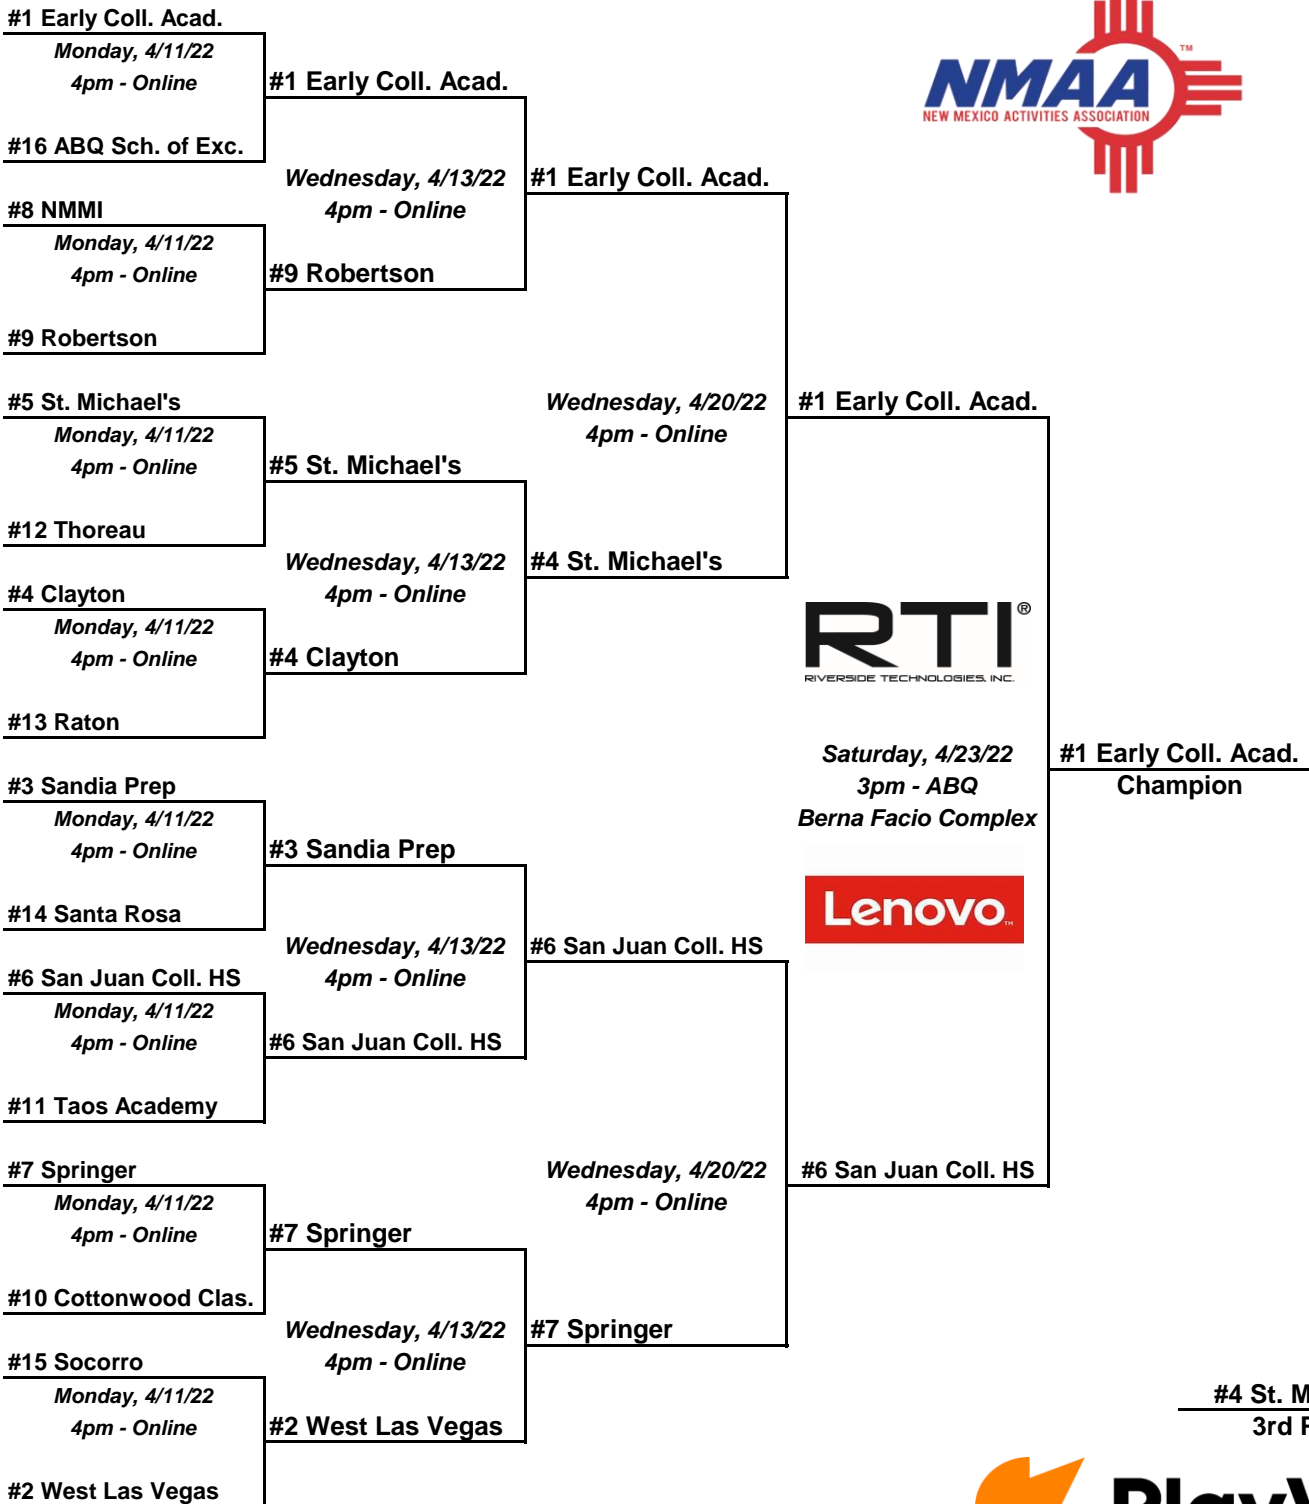 #1 Early Coll. Acad.
Monday, 4/11/22
4pm - Online
#16 ABQ Sch. of Exc.
#8 NMMI
Monday, 4/11/22
4pm - Online
#9 Robertson
#5 St. Michael's
Monday, 4/11/22
4pm - Online
#12 Thoreau
#4 Clayton
Monday, 4/11/22
4pm - Online
#13 Raton
#3 Sandia Prep
Monday, 4/11/22
4pm - Online
#14 Santa Rosa
#6 San Juan Coll. HS
Monday, 4/11/22
4pm - Online
#11 Taos Academy
#7 Springer
Monday, 4/11/22
4pm - Online
#10 Cottonwood Clas.
#15 Socorro
Monday, 4/11/22
4pm - Online
#2 West Las Vegas
#1 Early Coll. Acad.
Wednesday, 4/13/22
4pm - Online
#9 Robertson
#5 St. Michael's
Wednesday, 4/13/22
4pm - Online
#4 Clayton
#3 Sandia Prep
Wednesday, 4/13/22
4pm - Online
#6 San Juan Coll. HS
#7 Springer
Wednesday, 4/13/22
4pm - Online
#2 West Las Vegas
#1 Early Coll. Acad.
Wednesday, 4/20/22
4pm - Online
#4 St. Michael's
#6 San Juan Coll. HS
Wednesday, 4/20/22
4pm - Online
#7 Springer
NMAA™
NEW MEXICO ACTIVITIES ASSOCIATION
#1 Early Coll. Acad.
RTI®
RIVERSIDE TECHNOLOGIES, INC.
Saturday, 4/23/22
3pm - ABQ
Berna Facio Complex
Lenovo™
#6 San Juan Coll. HS
#1 Early Coll. Acad.
Champion
#4 St. M
3rd P
PlayV